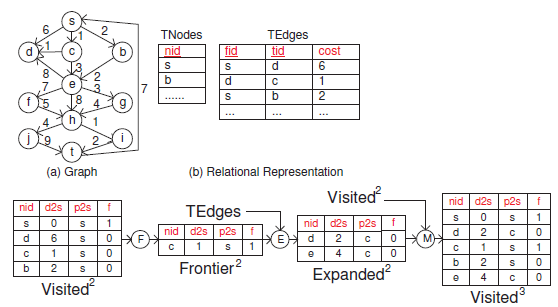 s
6
1
2
d
1
c
b
3
8
e
2
7
3
7
f
5
8
4
g
4
h
1
j
9
2
i
t
(a) Graph
TNodes
nid
s
b
......
TEdges
fid tid cost
s d 6
d c 1
s b 2
... ... ...
(b) Relational Representation
nid d2s p2s f
s 0 s 1
d 6 s 0
c 1 s 0
b 2 s 0
Visited²
F
TEdges
nid d2s p2s f
c 1 s 1
Frontier²
E
Visited²
nid d2s p2s f
d 2 c 0
e 4 c 0
Expanded²
M
nid d2s p2s f
s 0 s 1
d 2 c 0
c 1 s 1
b 2 s 0
e 4 c 0
Visited³